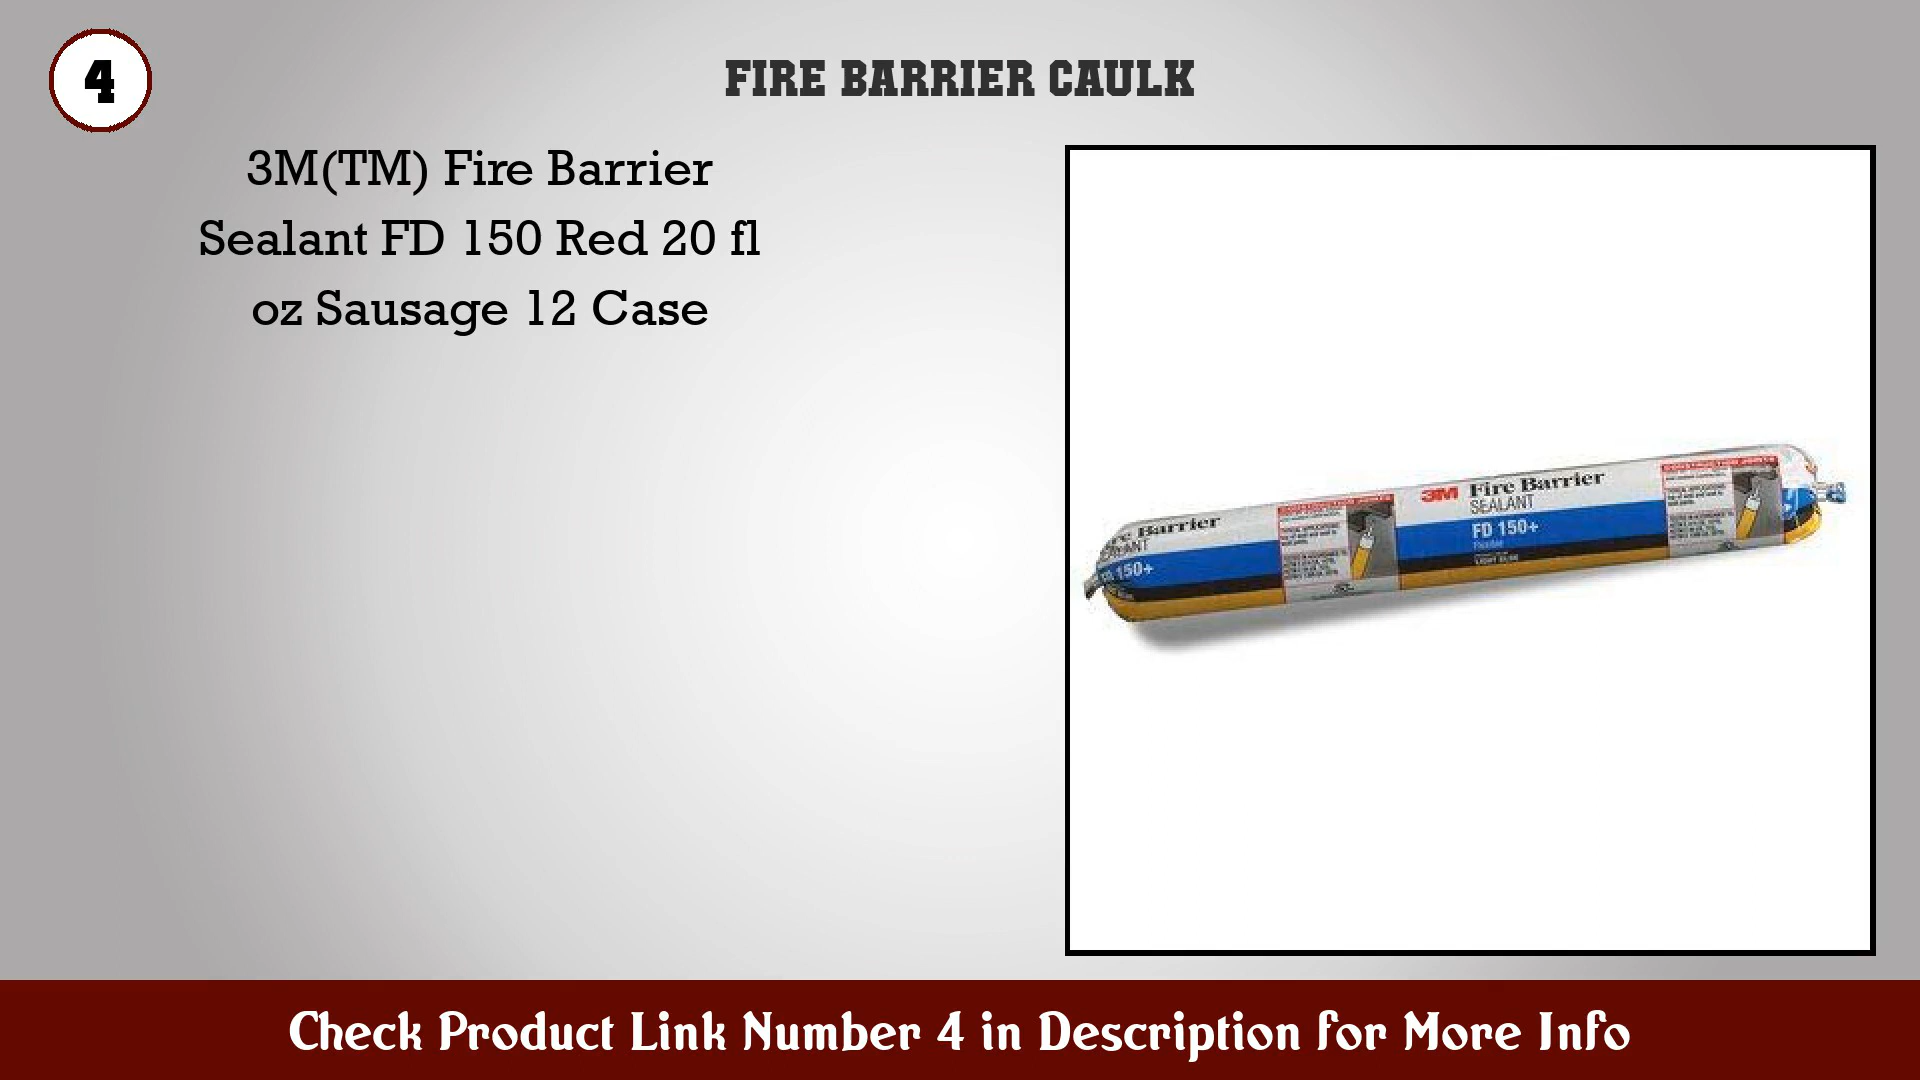 4
FIRE BARRIER CAULK
3M(TM) Fire Barrier
Sealant FD 150 Red 20 fl
oz Sausage 12 Case
3M Fire Barrier
SEALANT
FD 150+
Barrier
150+
Check Product Link Number 4 in Description for More Info